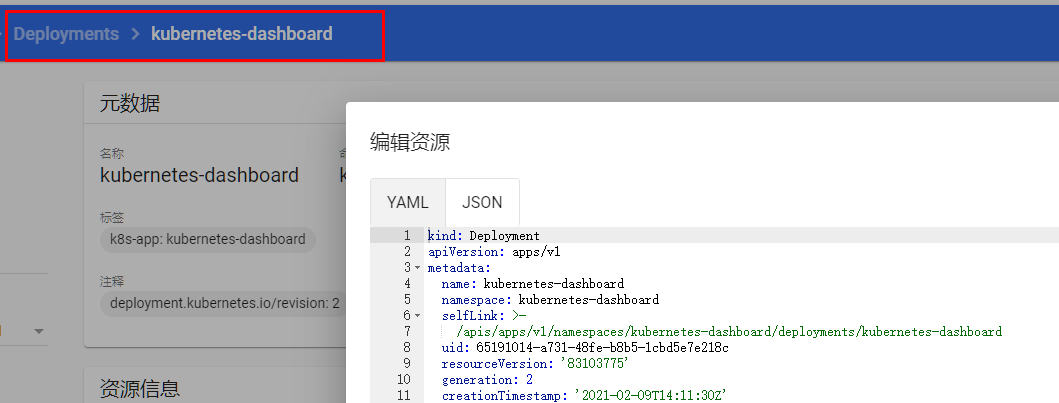 Deployments > kubernetes-dashboard
元数据
名称
kubernetes-dashboard
标签
k8s-app: kubernetes-dashboard
注释
deployment.kubernetes.io/revision: 2
资源信息
编辑资源
YAML JSON
1 kind: Deployment
2 apiVersion: apps/v1
3 metadata:
4 name: kubernetes-dashboard
5 namespace: kubernetes-dashboard
6 selfLink: >-
7 /apis/apps/v1/namespaces/kubernetes-dashboard/deployments/kubernetes-dashboard
8 uid: 65191014-a731-48fe-b8b5-1cbd5e7e218c
9 resourceVersion: '83103775'
10 generation: 2
11 creationTimestamp: '2021-02-09T14:11:30Z'